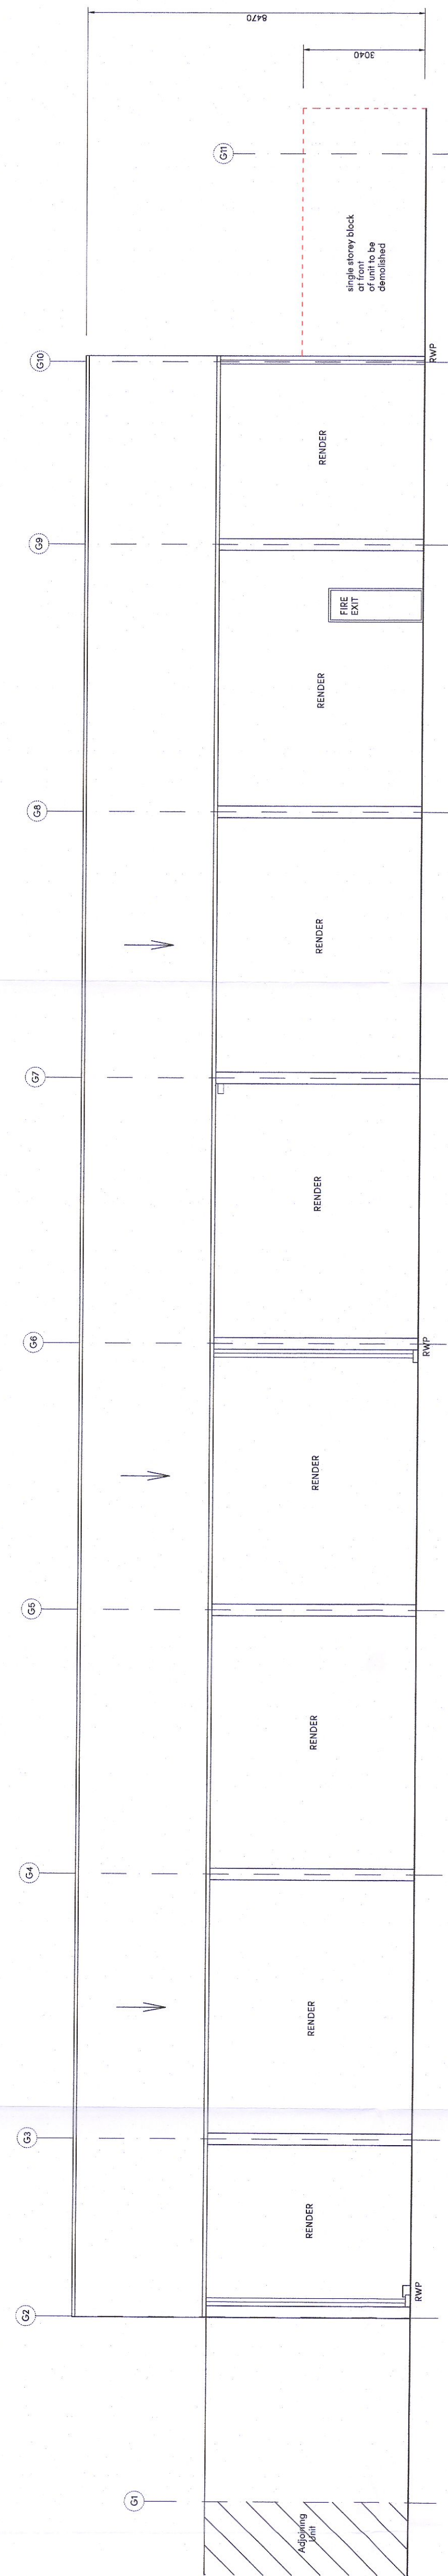 8470
3040
G11
single storey block
at front
of unit to be
demolished
G10
RWP
RENDER
G9
FIRE
EXIT
RENDER
G8
RENDER
G7
RENDER
G6
RWP
RENDER
G5
RENDER
G4
RENDER
G3
RENDER
G2
RWP
G1
Adjoining
Unit